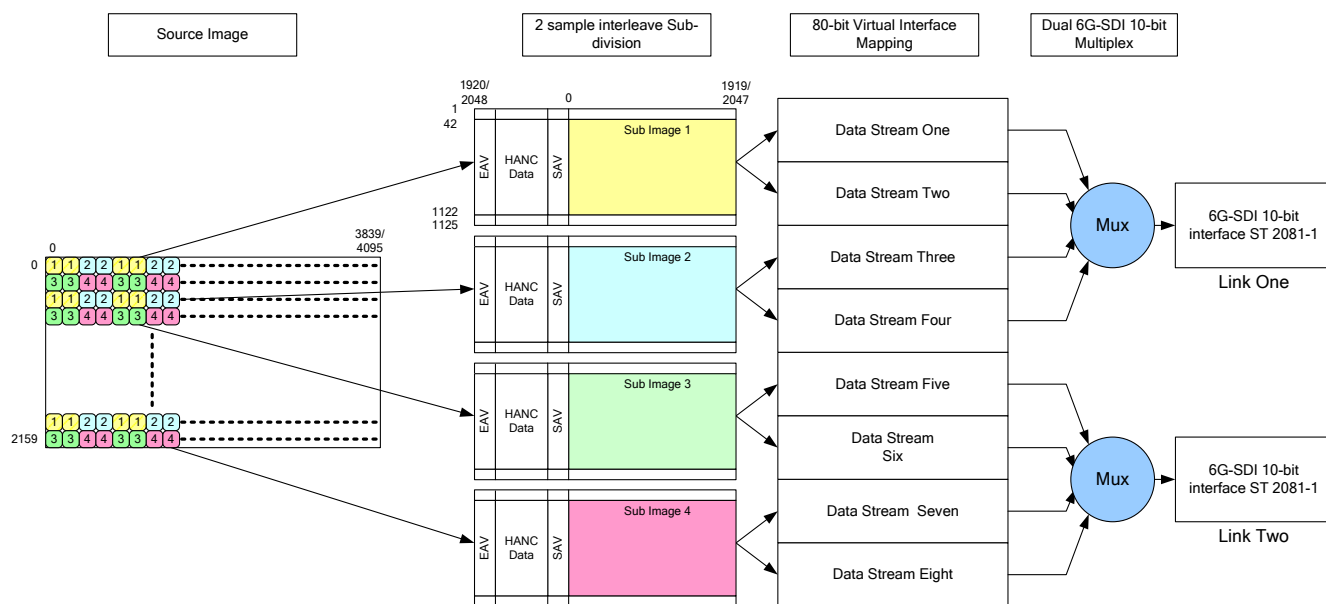 Source Image
2 sample interleave Sub-
division
80-bit Virtual Interface
Mapping
Dual 6G-SDI 10-bit
Multiplex
0
3839/
4095
0
1 1 2 2 1 1 2 2
3 3 4 4 3 3 4 4
1 1 2 2 1 1 2 2
3 3 4 4 3 3 4 4
1 1 2 2 1 1 2 2
2159
3 3 4 4 3 3 4 4
1920/
2048
0
1919/
2047
1
42
1122
1125
EAV
HANC
Data
SAV
Sub Image 1
EAV
HANC
Data
SAV
Sub Image 2
EAV
HANC
Data
SAV
Sub Image 3
EAV
HANC
Data
SAV
Sub Image 4
Data Stream One
Data Stream Two
Data Stream Three
Data Stream Four
Data Stream Five
Data Stream
Six
Data Stream Seven
Data Stream Eight
Mux
6G-SDI 10-bit
interface ST 2081-1
Link One
Mux
6G-SDI 10-bit
interface ST 2081-1
Link Two